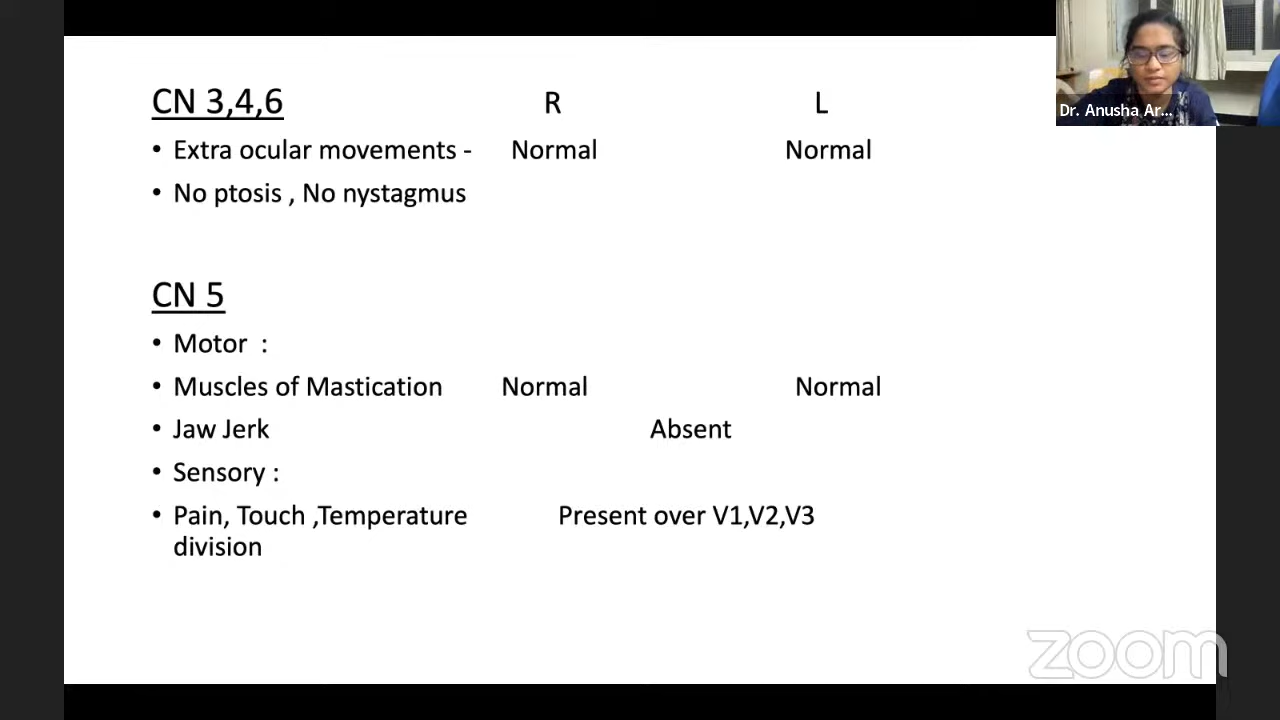 CN 3,4,6 R L
• Extra ocular movements - Normal Normal
• No ptosis , No nystagmus
CN 5
• Motor :
• Muscles of Mastication Normal Normal
• Jaw Jerk Absent
• Sensory :
• Pain, Touch ,Temperature Present over V1,V2,V3
division
Dr. Anusha Ar...
zoom